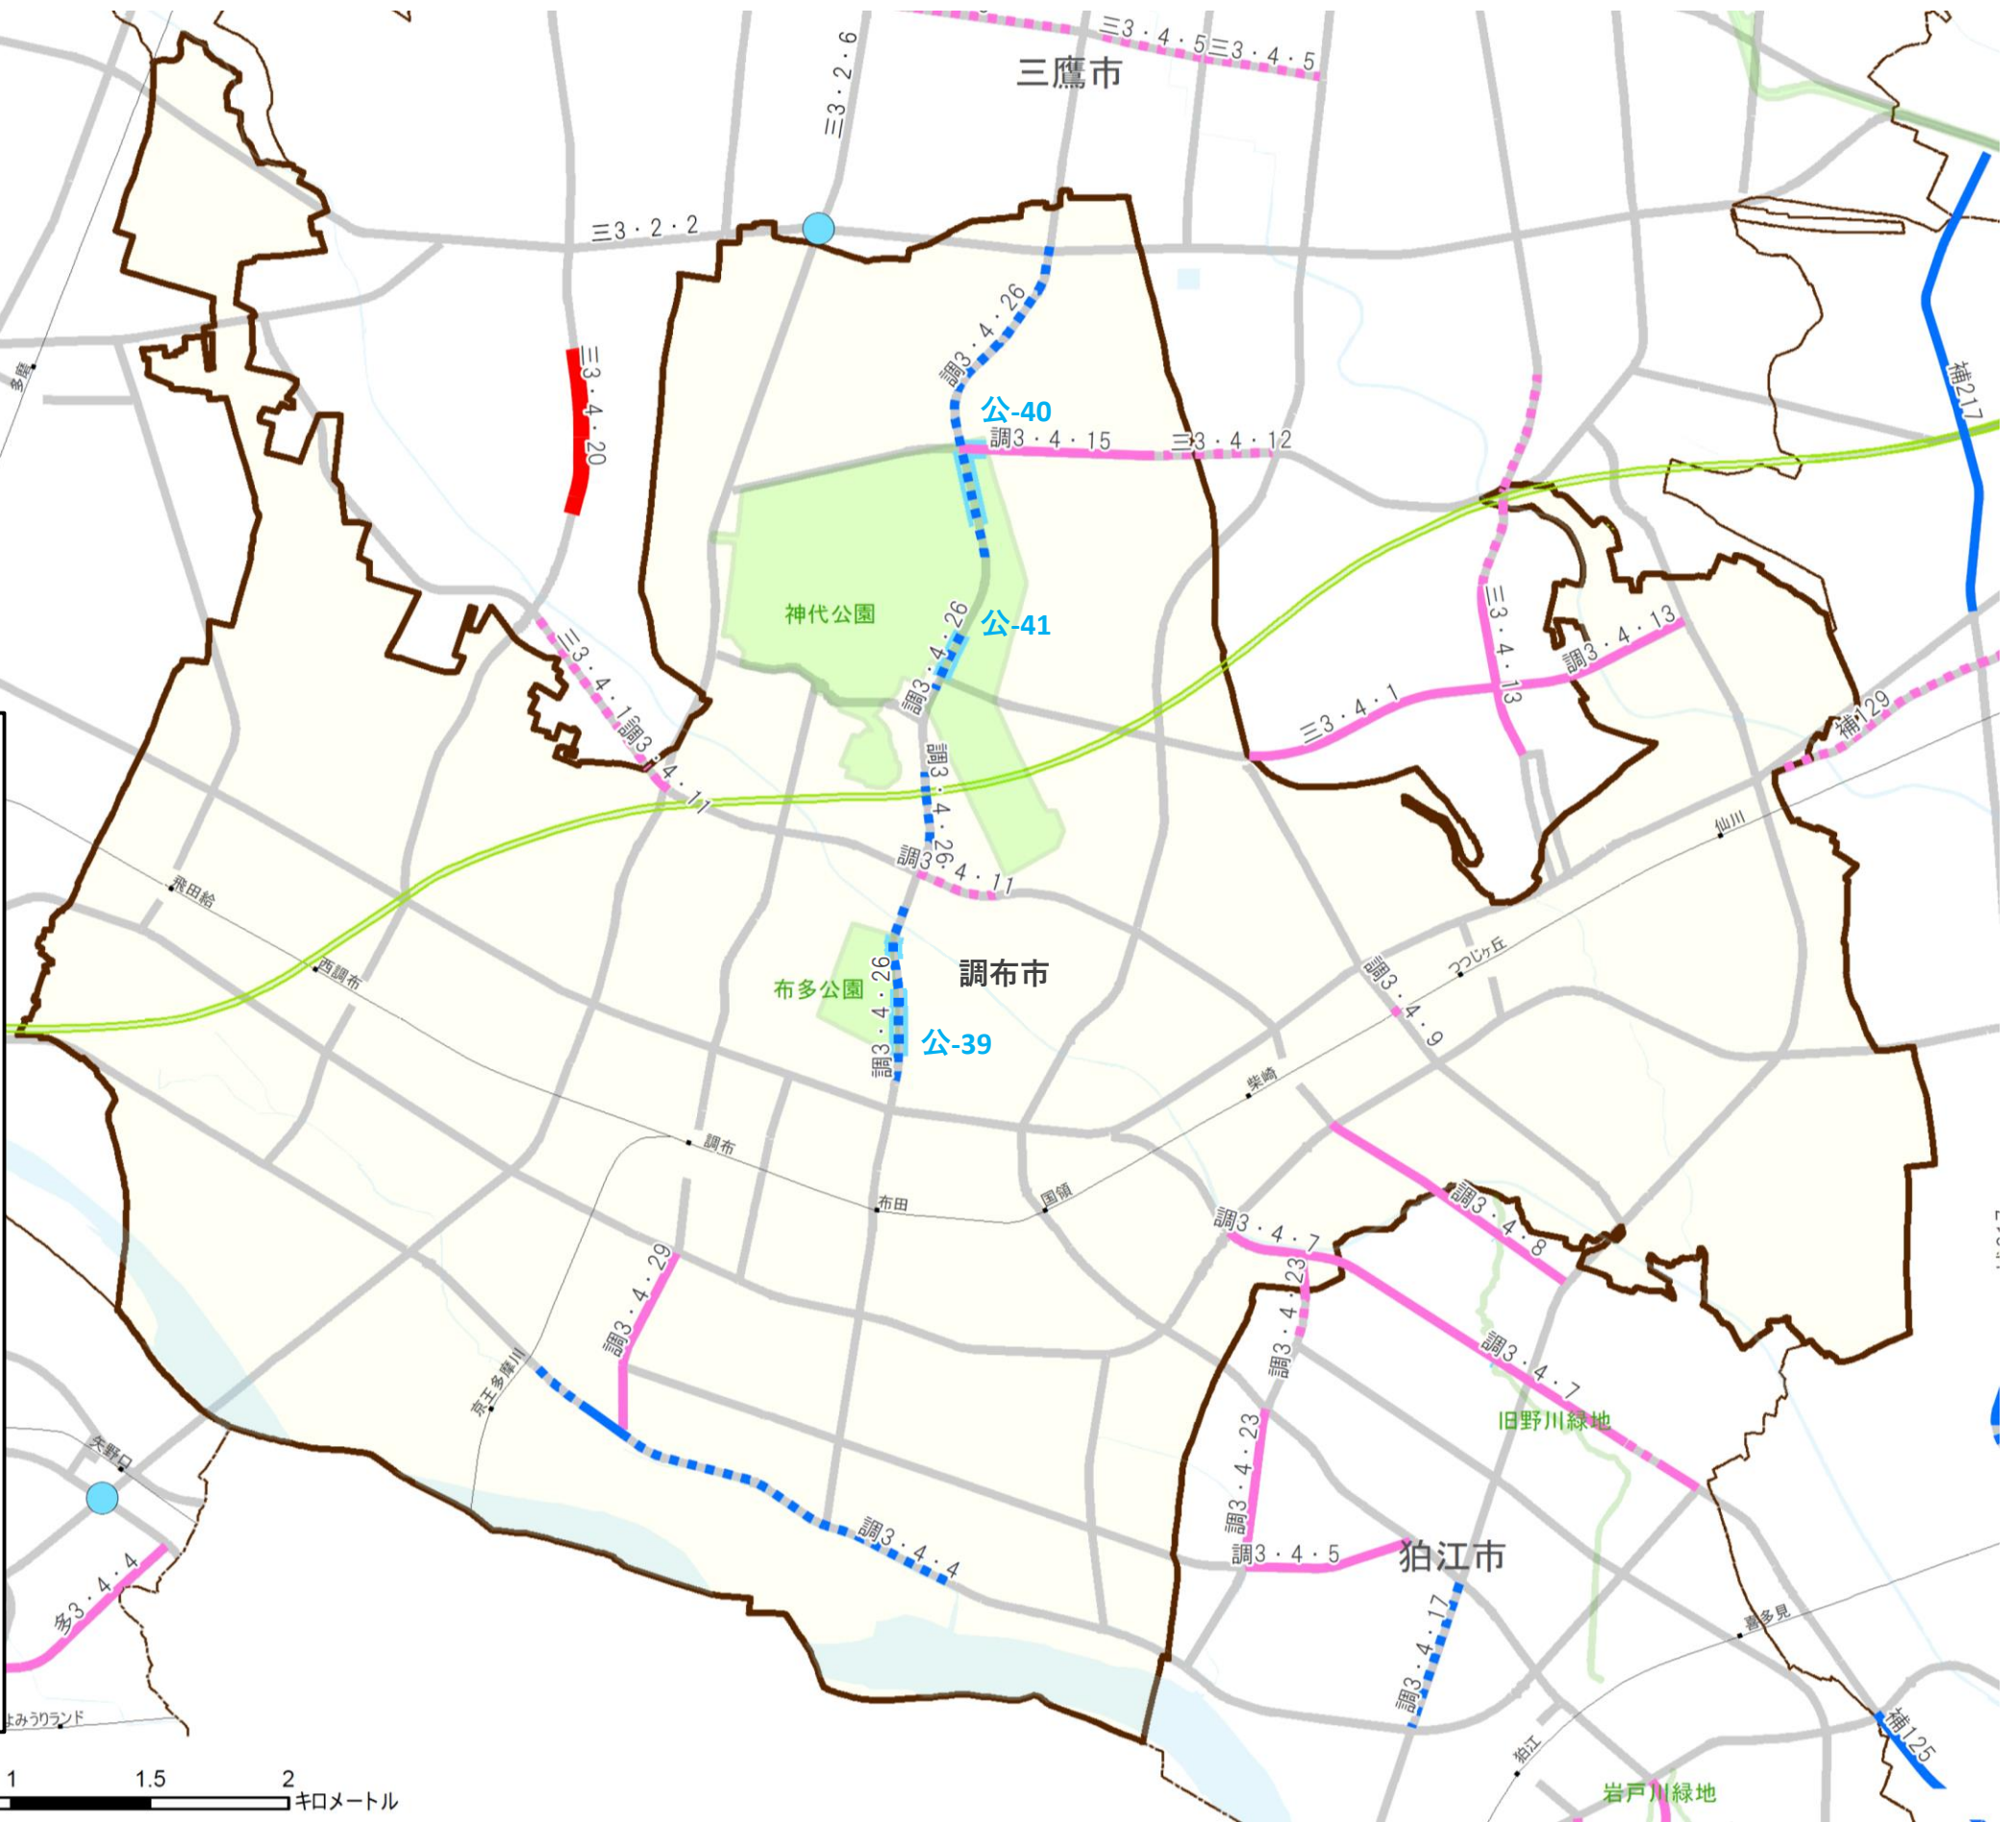 三3・4・5
三3・4・5
三鷹市
三3・2・6
三3・2・2
調3・4・26
三3・4・20
多磨
補217
公-40
調3・4・15
三3・4・12
神代公園
公-41
調3・4・26
三3・4・13
調3・4・13
三3・4・13
調3・4・11
三3・4・1
補129
調3・4・26
調3・4・11
仙川
飛田給
西調布
布多公園
調3・4・26
調布市
公-39
つつじヶ丘
調3・4・9
柴崎
調布
布田
国領
調3・4・7
調3・4・8
調3・4・23
調3・4・29
京王多摩川
調3・4・7
旧野川緑地
調3・4・23
矢野口
調3・4・4
調3・4・5
狛江市
多3・4・4
調3・4・17
喜多見
よみうりランド
狛江
補125
岩戸川緑地
1
1.5
2
キロメートル